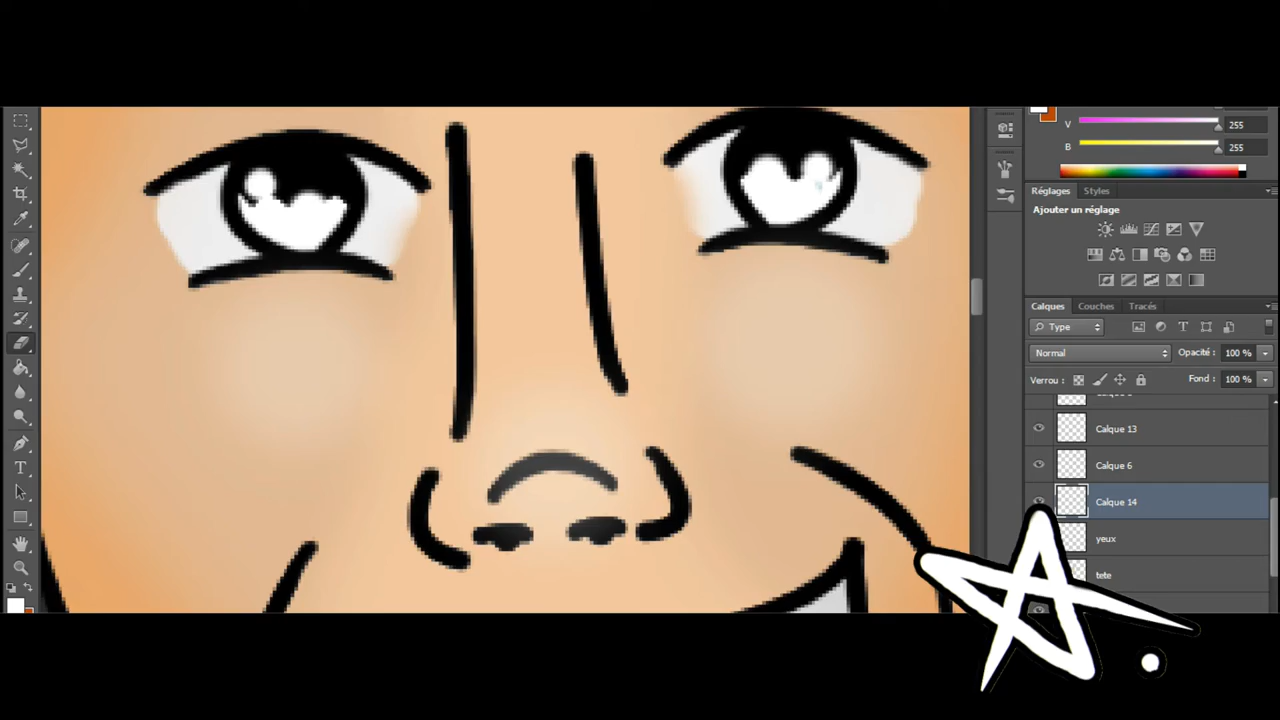 V 255
B 255
Réglages Styles
Ajouter un réglage
Calques Couches Tracés
Type
Normal Opacité : 100 %
Verrou : Fond : 100 %
Calque 13
Calque 6
Calque 14
yeux
tete
T
A.